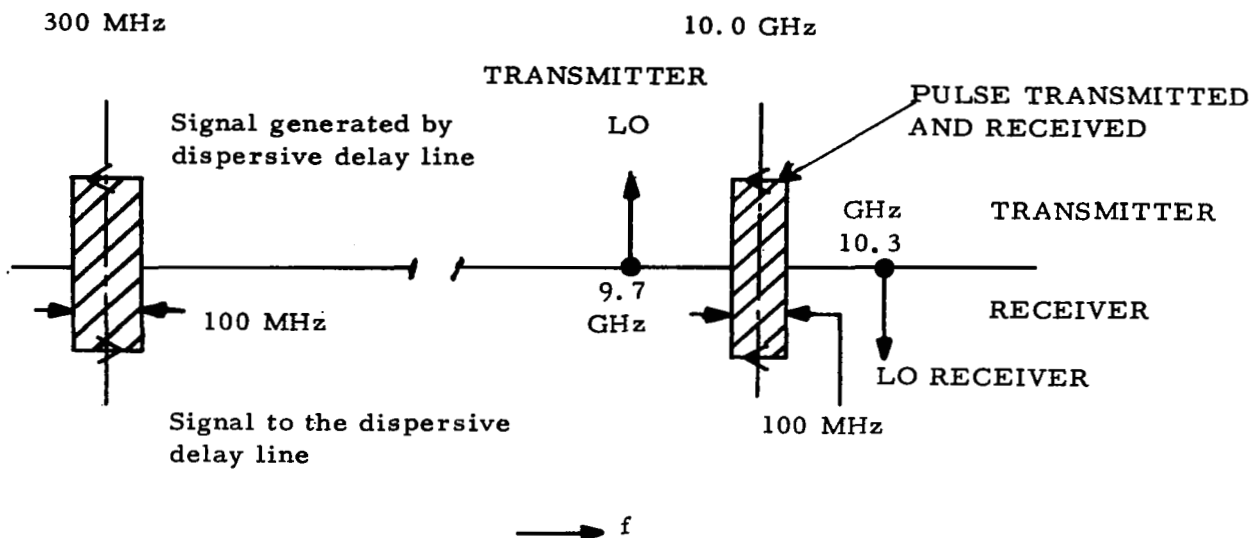 300 MHz
10.0 GHz
TRANSMITTER
LO
PULSE TRANSMITTED
AND RECEIVED
Signal generated by
dispersive delay line
GHz
10.3
TRANSMITTER
9.7
GHz
100 MHz
RECEIVER
LO RECEIVER
Signal to the dispersive
delay line
100 MHz
f